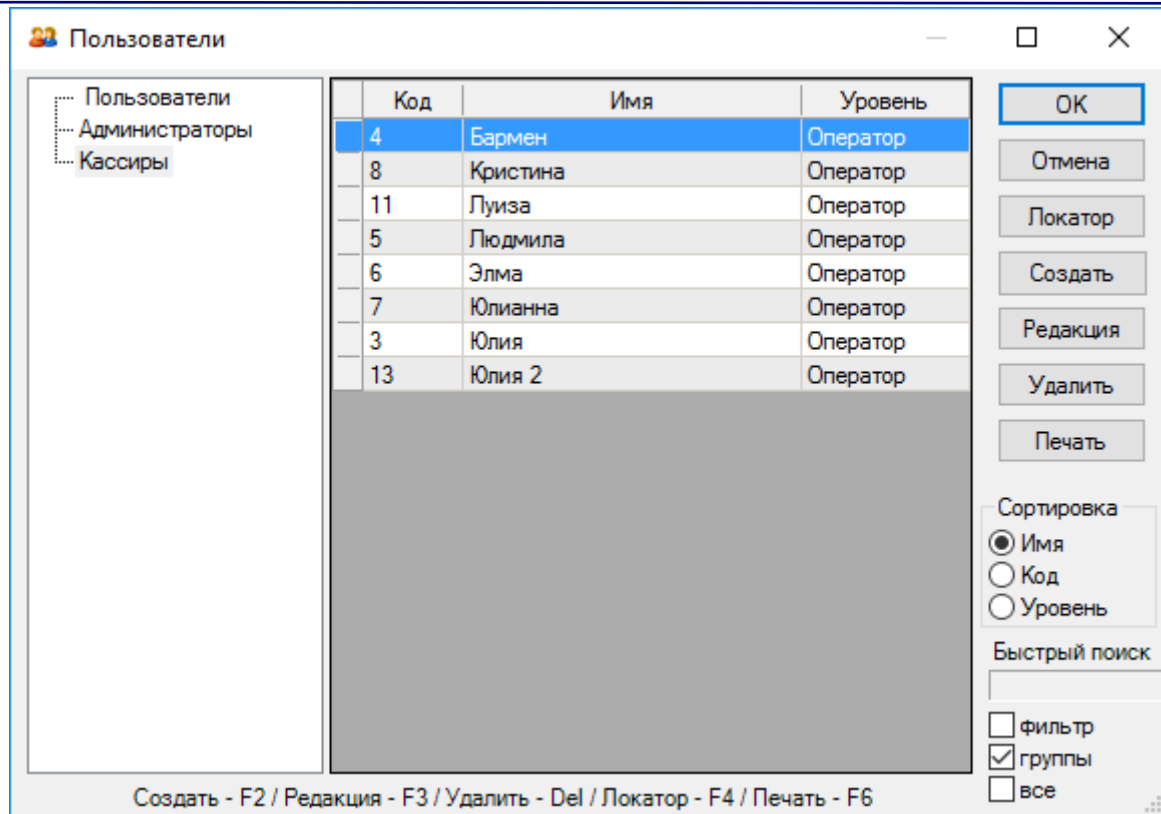 Пользователи
Пользователи
Администраторы
Кассиры
Код Имя Уровень
4 Бармен Оператор
8 Кристина Оператор
11 Луиза Оператор
5 Людмила Оператор
6 Элма Оператор
7 Юлианна Оператор
3 Юлия Оператор
13 Юлия 2 Оператор
OK
Отмена
Локатор
Создать
Редакция
Удалить
Печать
Сортировка
Имя
Код
Уровень
Быстрый поиск
фильтр
группы
все
Создать - F2 / Редакция - F3 / Удалить - Del / Локатор - F4 / Печать - F6